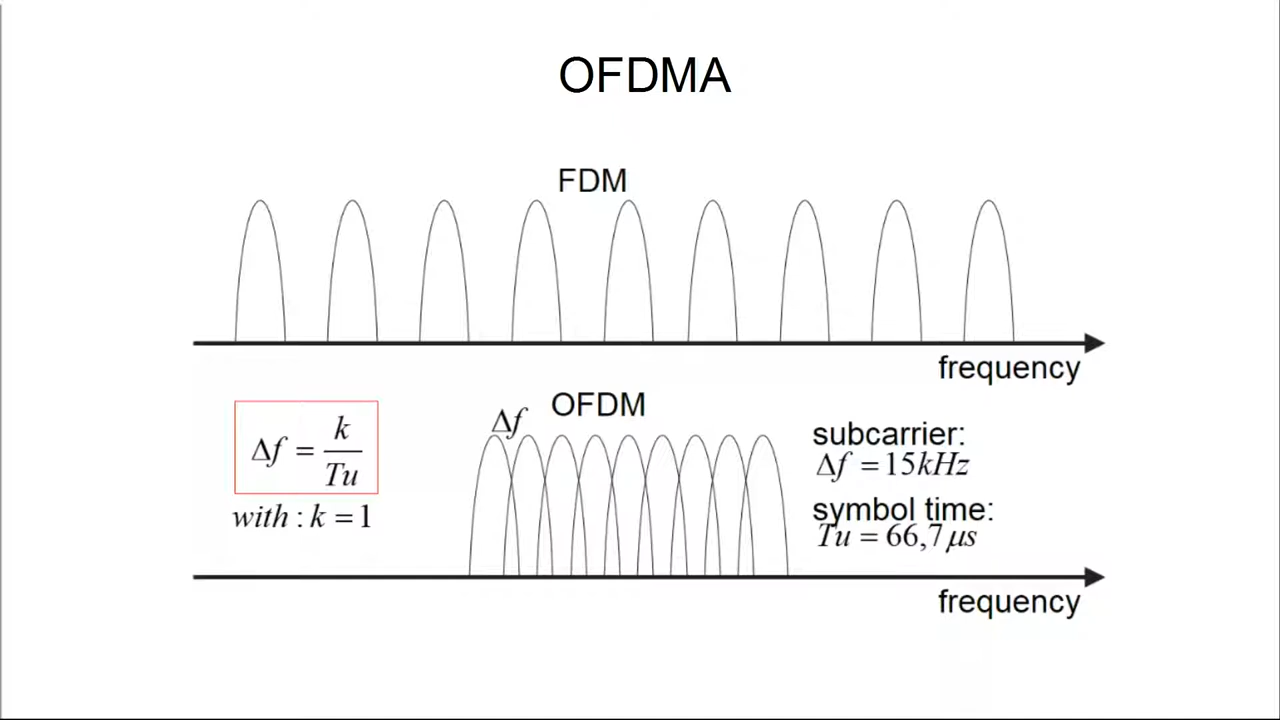 OFDMA
FDM
frequency
OFDM
Δf
Δf = k/Tu
with : k = 1
subcarrier:
Δf = 15kHz
symbol time:
Tu = 66,7 μs
frequency